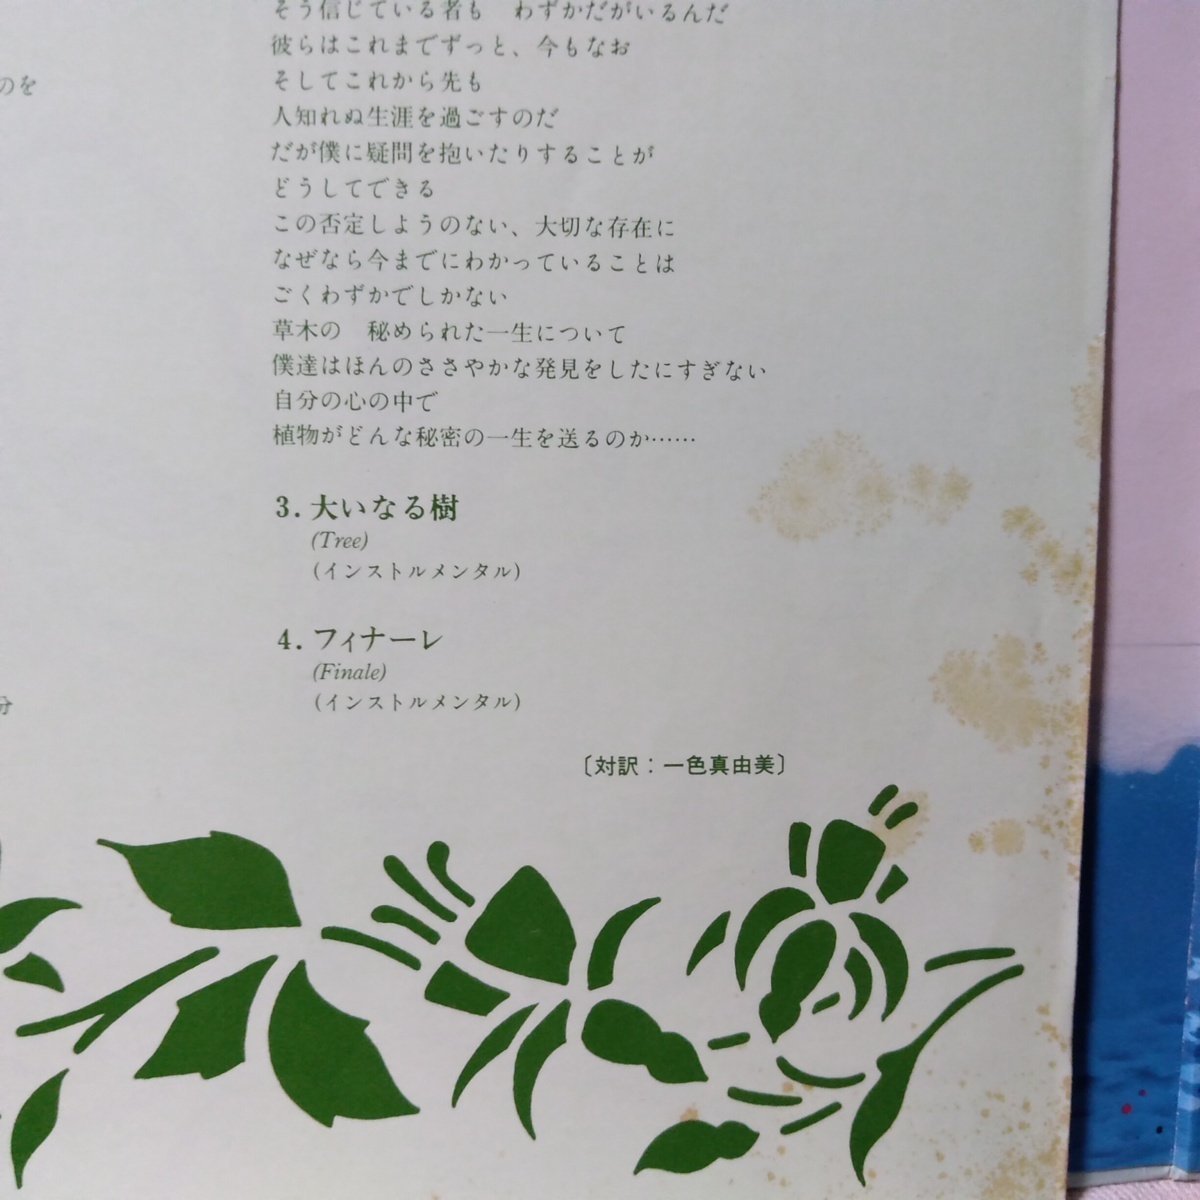 のを
分
そう信じている者も　わずかだがいるんだ
彼らはこれまでずっと、今もなお
そしてこれから先も
人知れぬ生涯を過ごすのだ
だが僕に疑問を抱いたりすることが
どうしてできる
この否定しようのない、大切な存在に
なぜなら今までにわかっていることは
ごくわずかでしかない
草木の　秘められた一生について
僕達はほんのささやかな発見をしたにすぎない
自分の心の中で
植物がどんな秘密の一生を送るのか……
3. 大いなる樹
(Tree)
(インストルメンタル)
4. フィナーレ
(Finale)
(インストルメンタル)
〔対訳：一色真由美〕